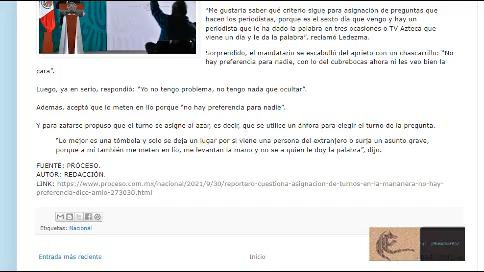 “Me gustaría saber qué criterio sigue para asignación de preguntas que
hacen los periodistas, porque es el sexto día que vengo y hay un
periodista que le ha dado la palabra en tres ocasiones o TV Azteca que
viene un día y le da la palabra”, reclamó Ledezma.
Sorprendido, el mandatario se escabulló del aprieto con un chascarrillo: “No
hay preferencia para nadie, con lo del cubrebocas ahora ni les veo bien la
cara”.
Luego, ya en serio, respondió: “Yo no tengo problema, no tengo nada que ocultar”.
Además, aceptó que lo meten en lío porque “no hay preferencia para nadie”.
Y para zafarse propuso que el turno se asigne al azar, es decir, que se utilice un ánfora para elegir el turno de la pregunta.
“Lo mejor es una tómbola y solo se deja un lugar por si viene una persona del extranjero o surja un asunto grave,
porque a mí también me meten en lío, me levantan la mano y no se a quien le doy la palabra”, dijo.
FUENTE: PROCESO.
AUTOR: REDACCIÓN.
LINK: https://www.proceso.com.mx/nacional/2021/9/30/reportero-cuestiona-asignacion-de-turnos-en-la-mananera-no-hay-
preferencia-dice-amlo-273030.html
Etiquetas: Nacional
Entrada más reciente
Inicio